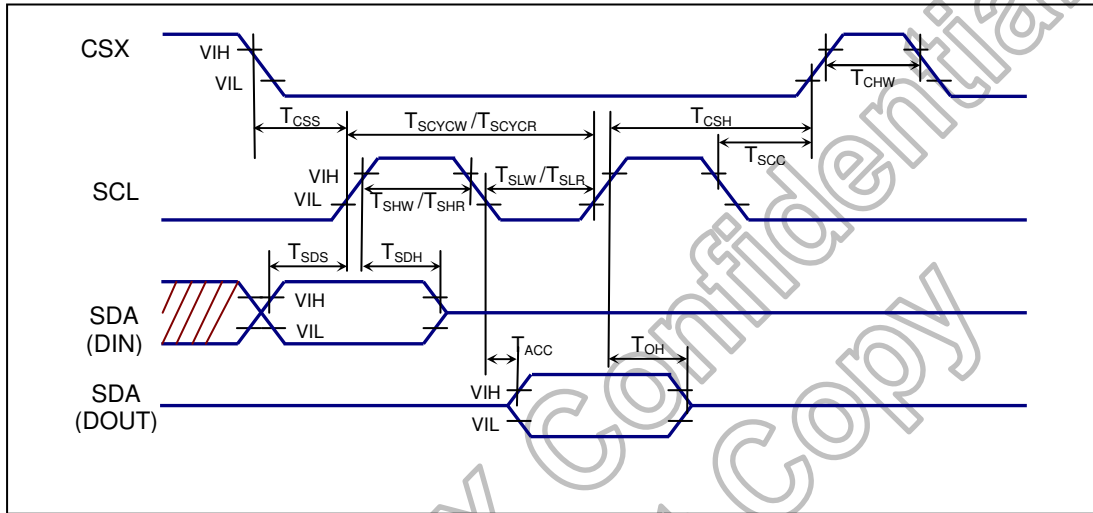 CSX
VIH
VIL
TCHW
TCSS
TSCYCW /TSCYCR
TCSH
TSCC
SCL
VIH
VIL
TSHW /TSHR
TSLW /TSLR
TSDS
TSDH
SDA
(DIN)
VIH
VIL
TACC
TOH
SDA
(DOUT)
VIH
VIL
Confidential
Copy